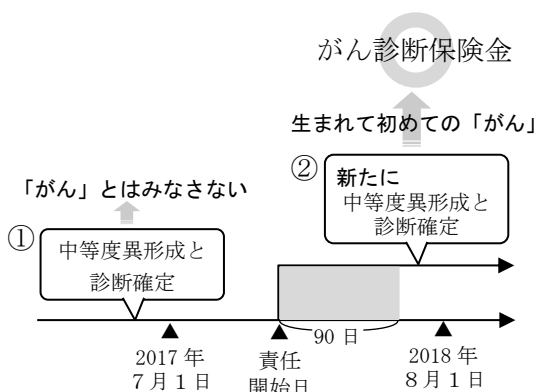 がん診断保険金
生まれて初めての「がん」
②
新たに
中等度異形成と
診断確定
「がん」とはみなさない
①
中等度異形成と
診断確定
90 日
2017 年
7月1日
責任
開始日
2018 年
8月1日